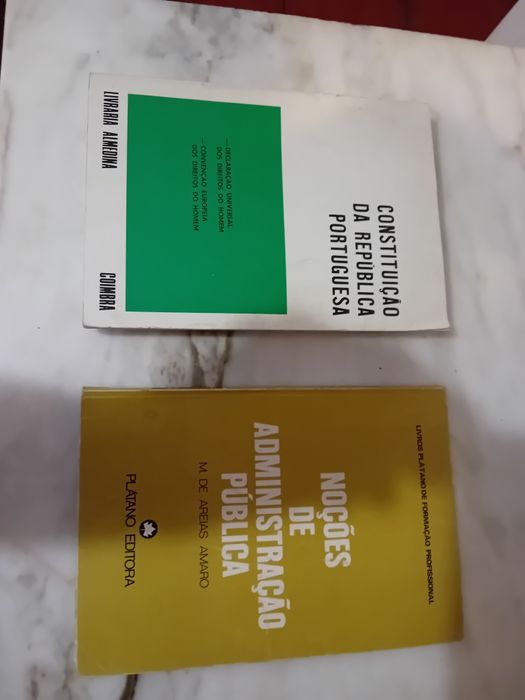 CONSTITUIÇÃO
DA REPÚBLICA
PORTUGUESA
— DECLARAÇÃO UNIVERSAL
DOS DIREITOS DO HOMEM
— CONVENÇÃO EUROPEIA
DOS DIREITOS DO HOMEM
LIVRARIA ALMEDINA COIMBRA
LIVROS PLÁTANO DE FORMAÇÃO PROFISSIONAL
NOÇÕES
DE
ADMINISTRAÇÃO
PÚBLICA
M. DE AREIAS AMARO
PLÁTANO EDITORA